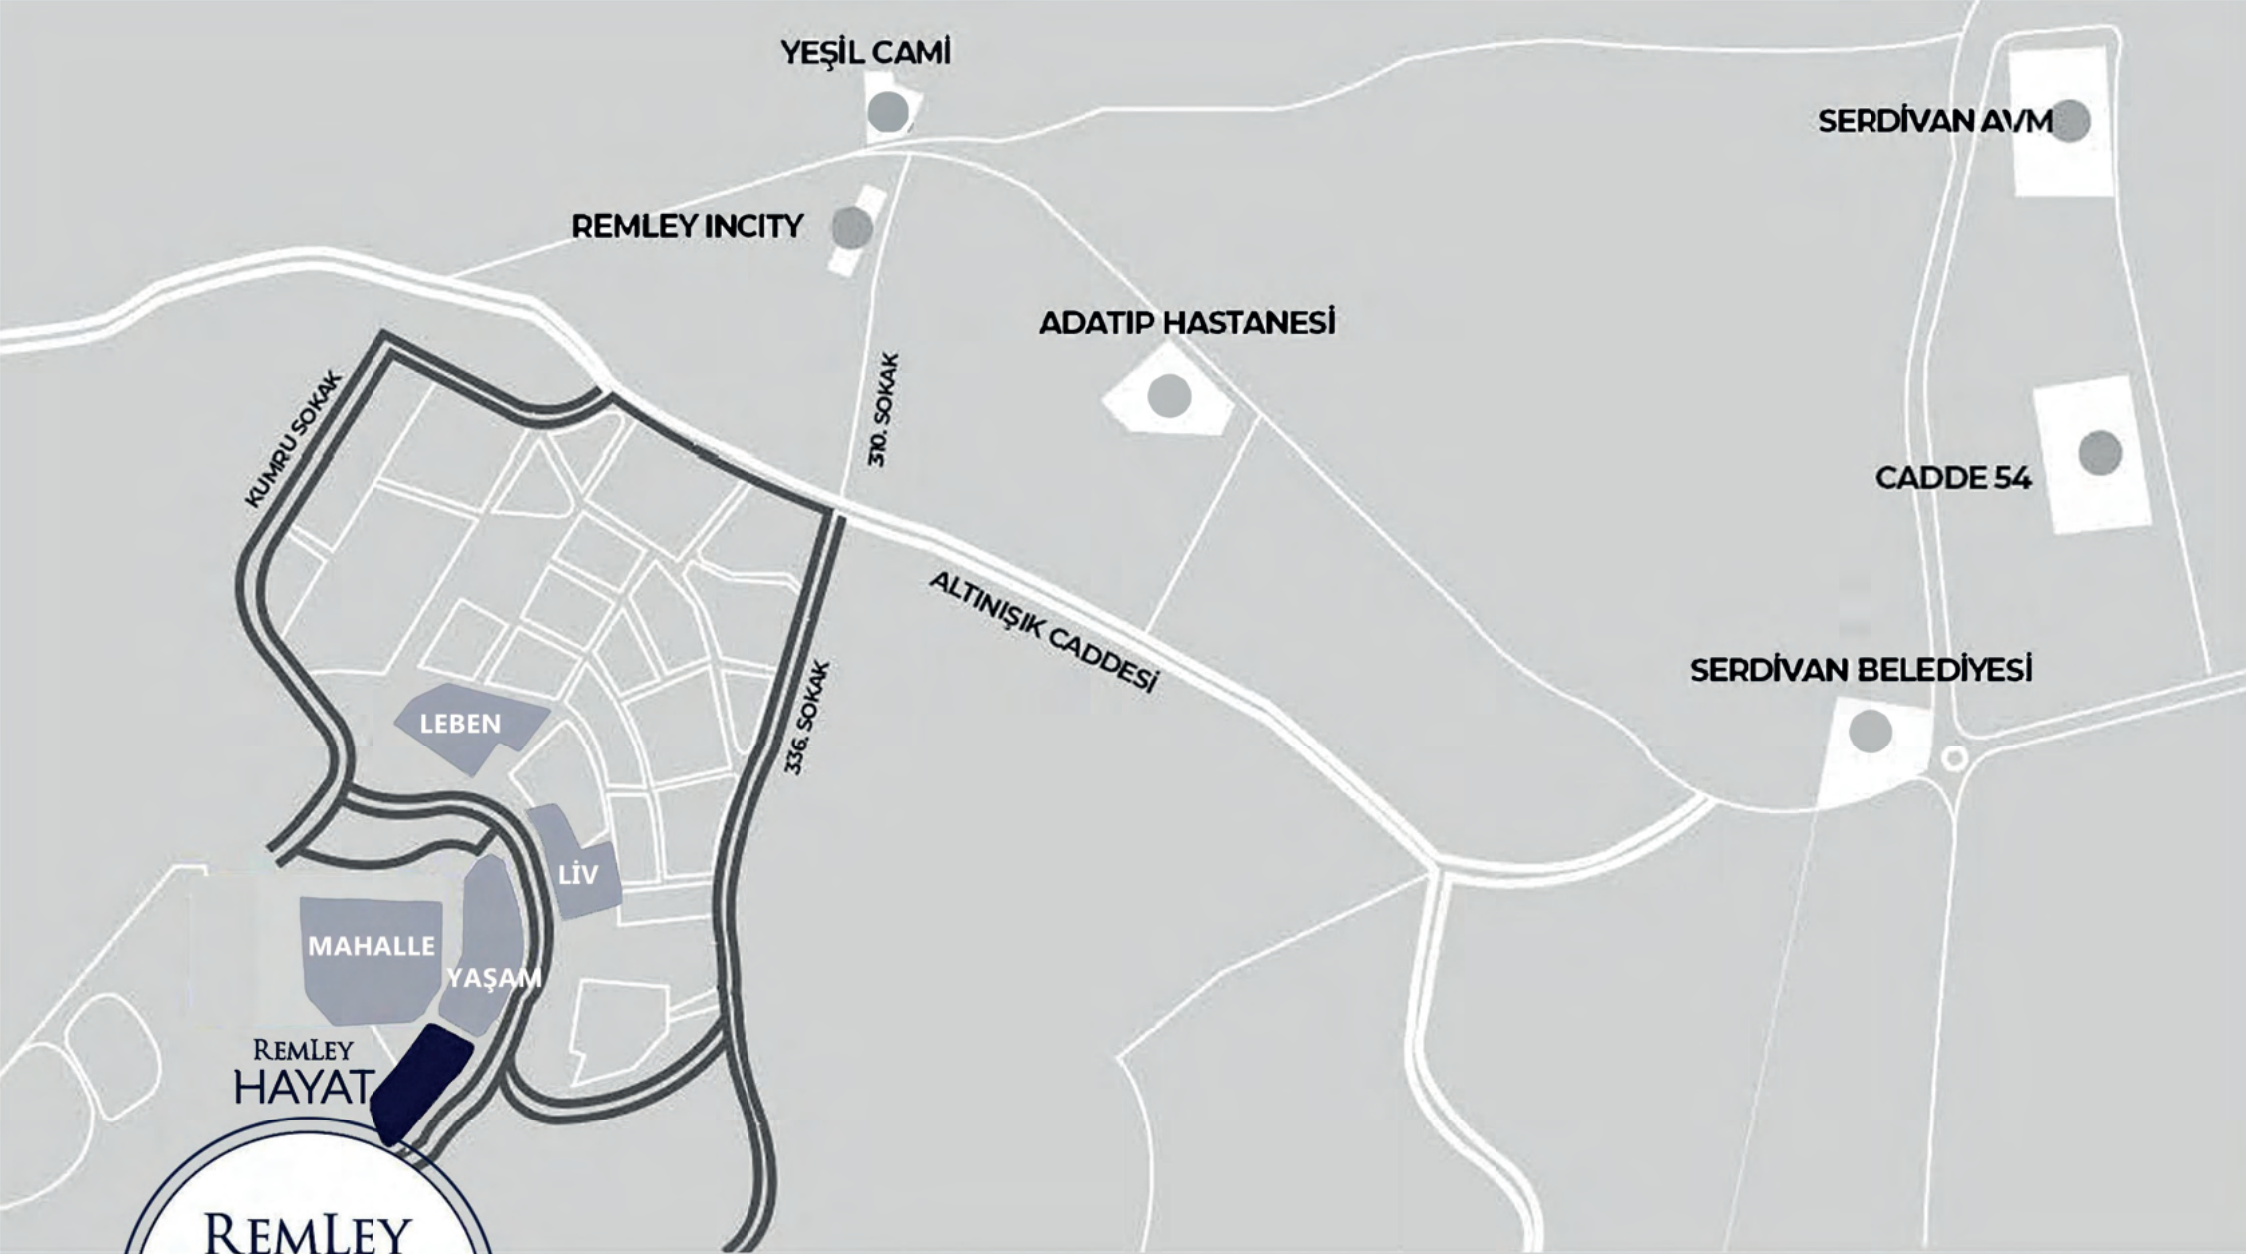 YEŞİL CAMİ
SERDİVAN AVM
REMLEY INCITY
ADATIP HASTANESİ
310. SOKAK
KUMRU SOKAK
CADDE 54
ALTINIŞIK CADDESİ
SERDİVAN BELEDİYESİ
336. SOKAK
LEBEN
LİV
MAHALLE
YAŞAM
REMLEY
HAYAT
REMLEY